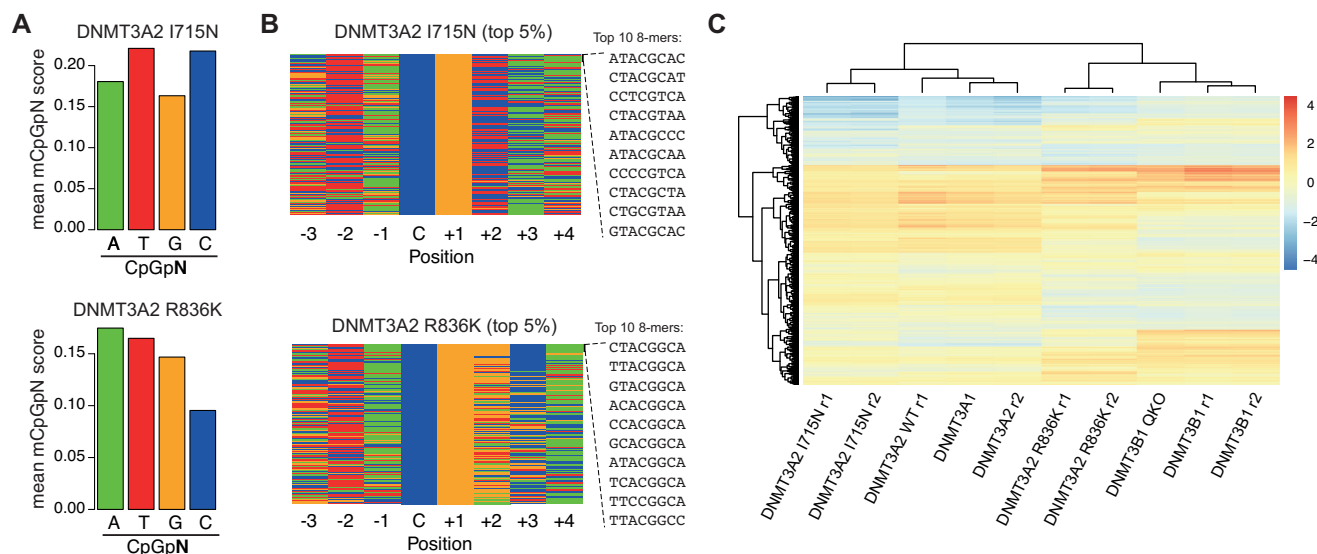 A
DNMT3A2 I715N
mean mCpGpN score
0.20
0.15
0.10
0.05
0.00
A T G C
CpGpN
DNMT3A2 R836K
mean mCpGpN score
0.15
0.10
0.05
0.00
A T G C
CpGpN
B
DNMT3A2 I715N (top 5%)
Top 10 8-mers:
ATACGCAC
CTACGCAT
CCTCGTCA
CTACGTAA
ATACGCCC
ATACGCAA
CCCCGTCA
CTACGCTA
CTGCGTAA
GTACGCAC
-3 -2 -1 C +1 +2 +3 +4
Position
DNMT3A2 R836K (top 5%)
Top 10 8-mers:
CTACGGCA
TTACGGCA
GTACGGCA
ACACGGCA
CCACGGCA
GCACGGCA
ATACGGCA
TCACGGCA
TTCCGGCA
TTACGGCC
-3 -2 -1 C +1 +2 +3 +4
Position
C
4
2
0
-2
-4
DNMT3A2 I715N r1
DNMT3A2 I715N r2
DNMT3A2 WT r1
DNMT3A1
DNMT3A2 r2
DNMT3A2 R836K r1
DNMT3A2 R836K r2
DNMT3B1 QKO
DNMT3B1 r1
DNMT3B1 r2